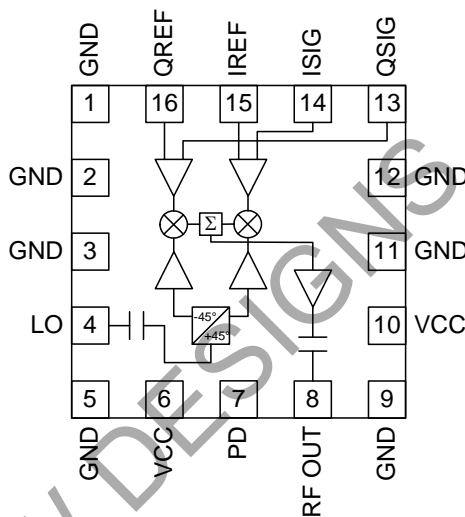 GND QREF IREF ISIG QSIG
1 16 15 14 13
GND 2 12 GND
GND 3 Σ 11 GND
LO 4 -45° +45° 10 VCC
5 6 7 8 9
GND VCC PD RF OUT GND
DESIGNS